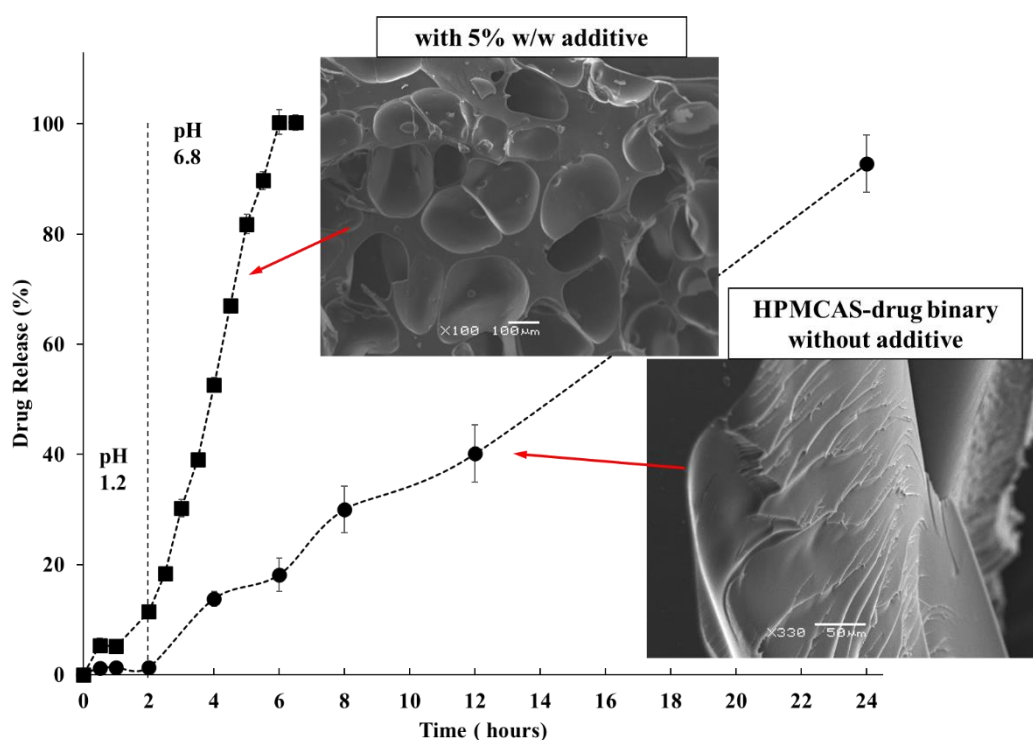 with 5% w/w additive
100
80
60
40
20
0
Drug Release (%)
pH
6.8
pH
1.2
X100 100μm
HPMCAS-drug binary
without additive
X330 50μm
0 2 4 6 8 10 12 14 16 18 20 22 24
Time ( hours)